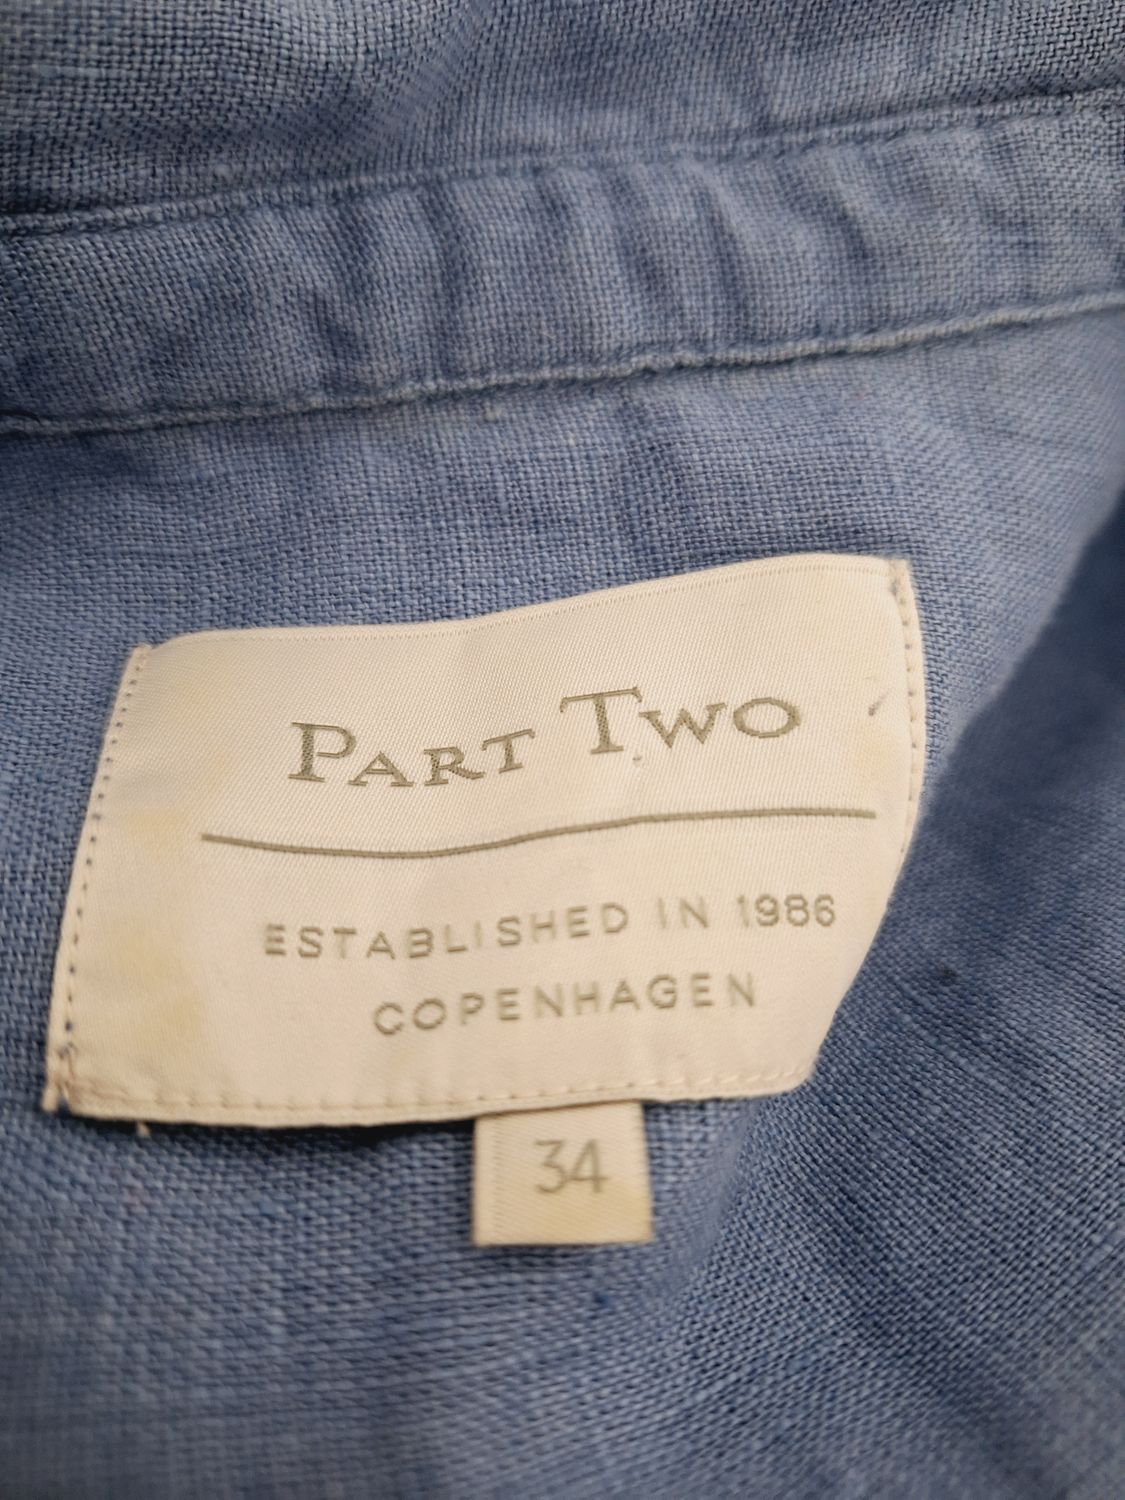 PART TWO
ESTABLISHED IN 1986
COPENHAGEN
34